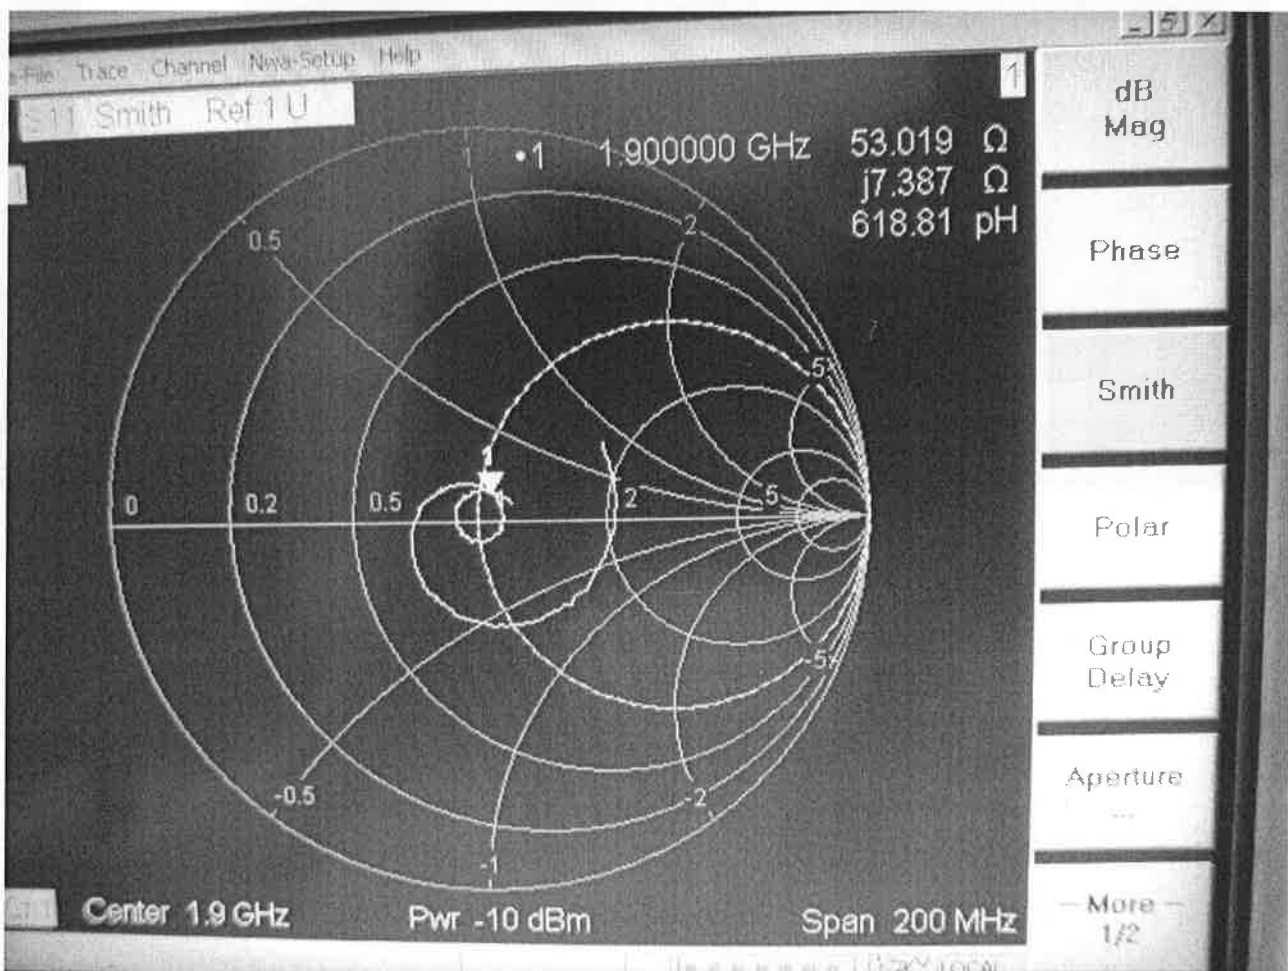 File Trace Channel Nwa-Setup Help
S11 Smith Ref 1 U
1
•1 1.900000 GHz 53.019 Ω
j7.387 Ω
618.81 pH
1
0.5
2
5
1
0
0.2
0.5
1
2
5
-5
-0.5
-2
-1
Center 1.9 GHz Pwr -10 dBm Span 200 MHz
dB
Mag
Phase
Smith
Polar
Group
Delay
Aperture
...
— More —
1/2